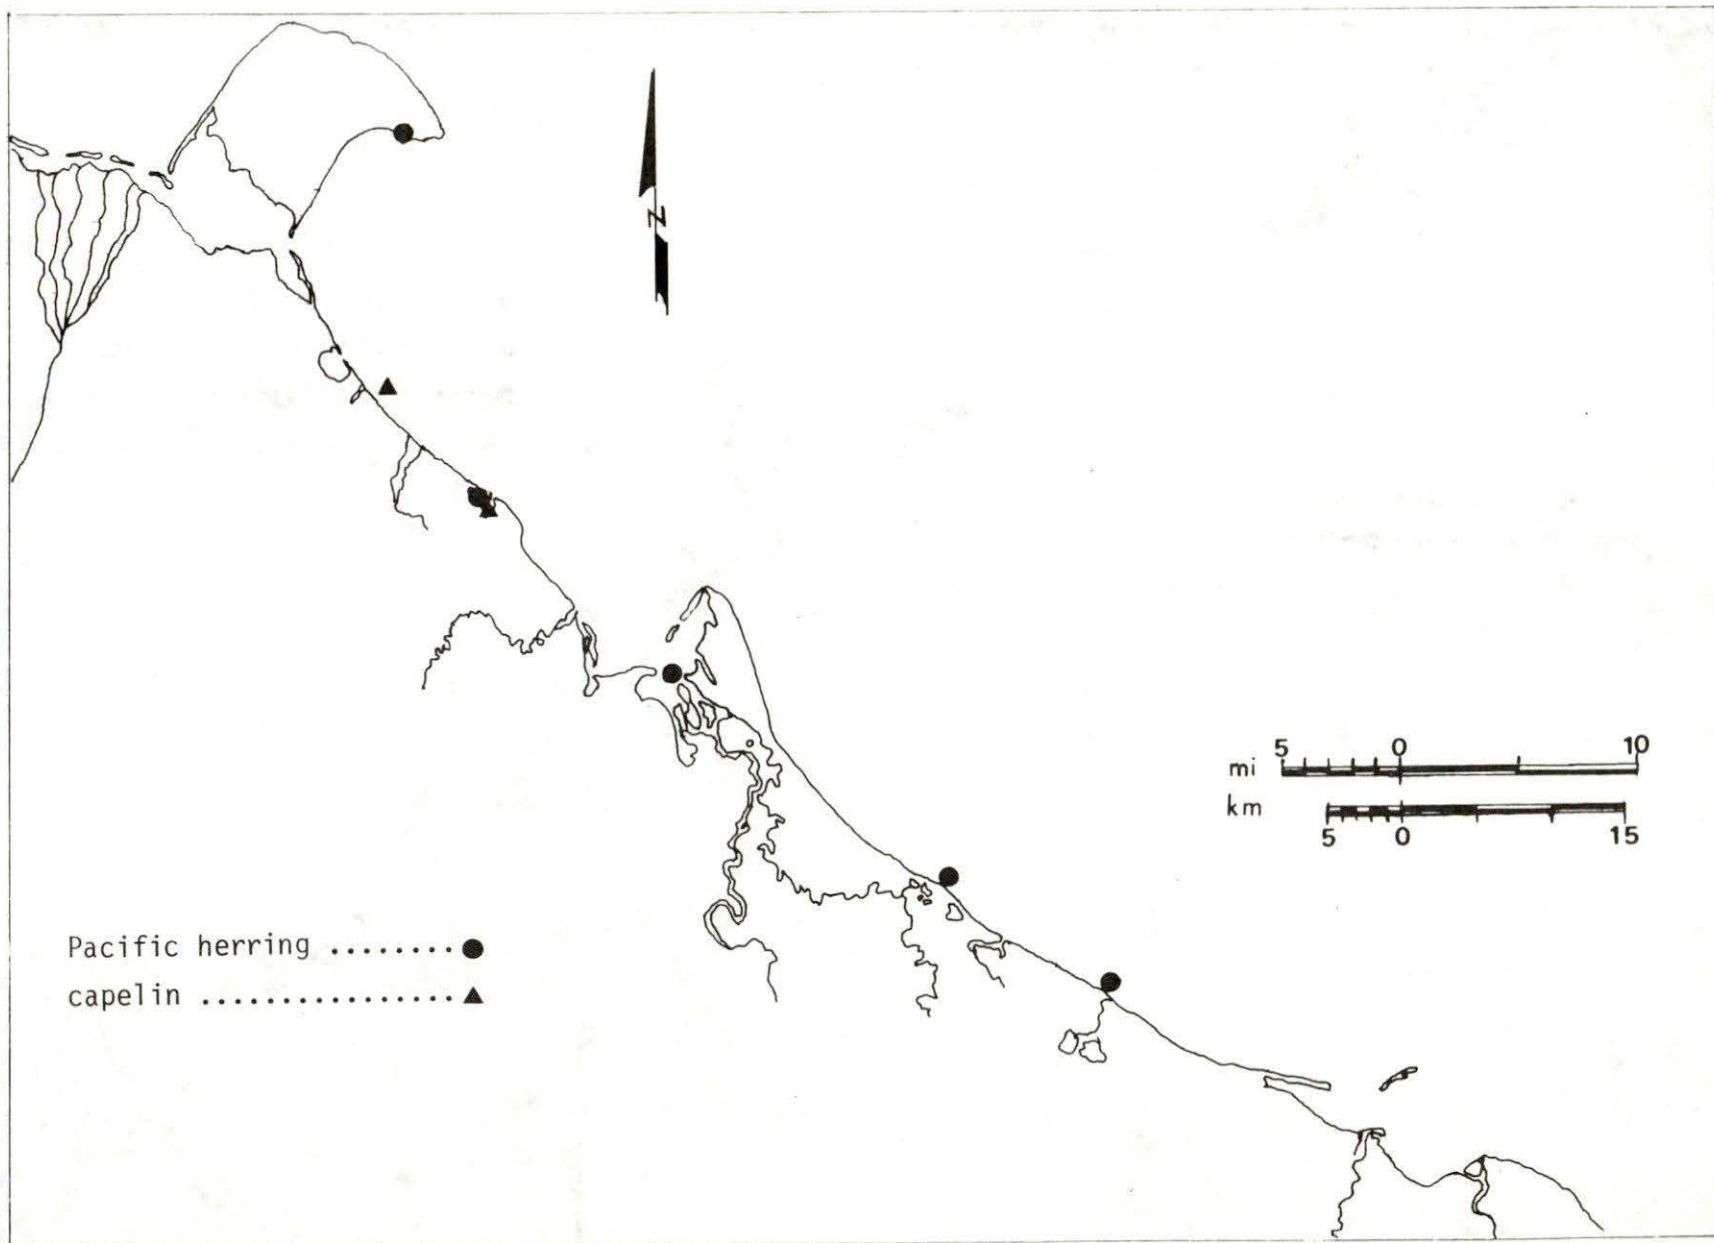 N
5 0 10
mi
km
5 0 15
Pacific herring ........
capelin ................